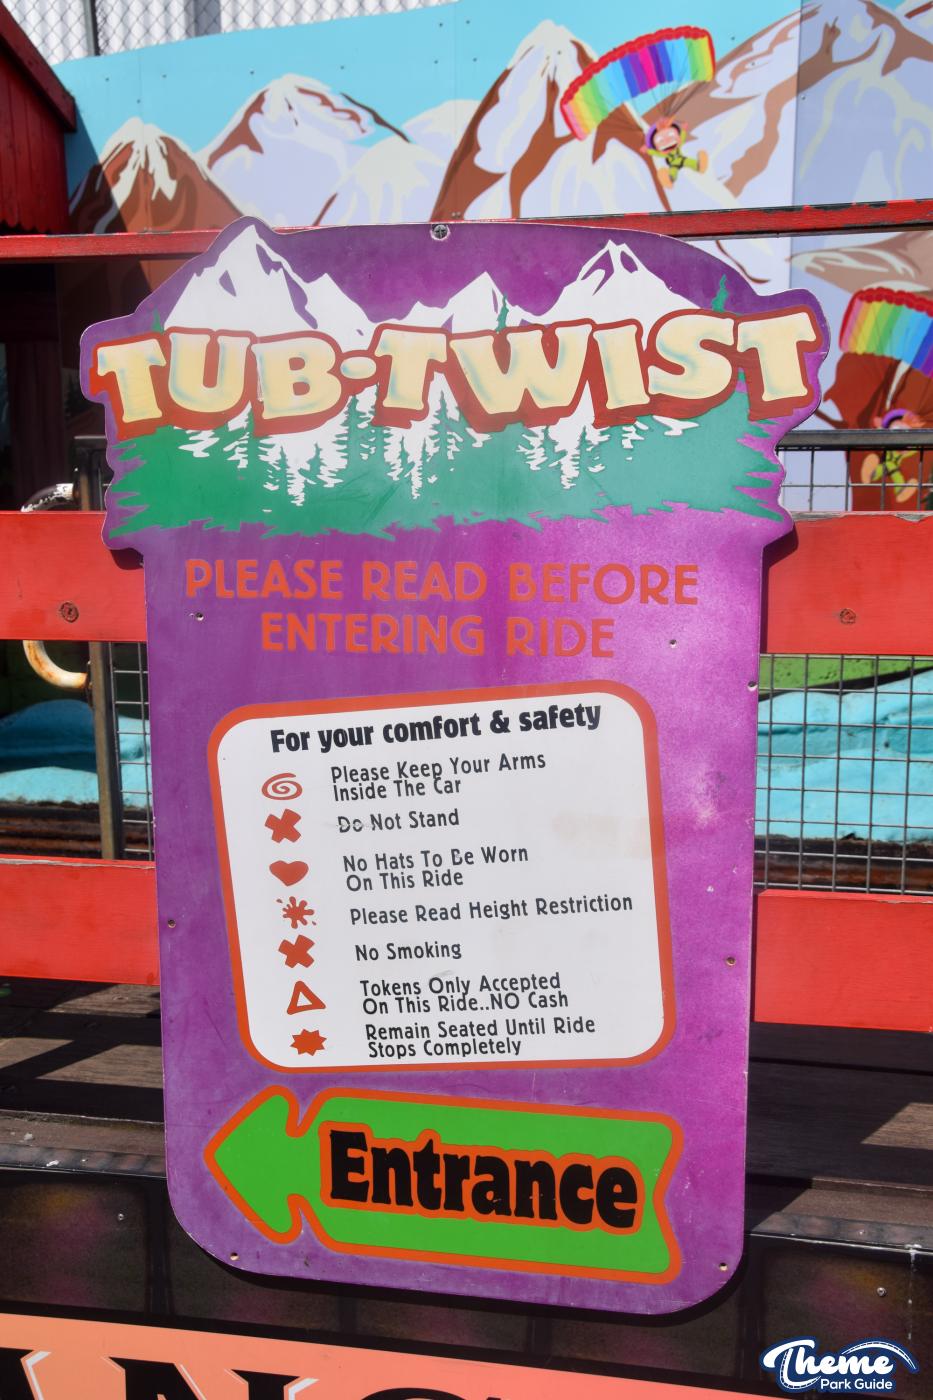 TUB·TWIST
PLEASE READ BEFORE
ENTERING RIDE
For your comfort & safety
Please Keep Your Arms
Inside The Car
Do Not Stand
No Hats To Be Worn
On This Ride
Please Read Height Restriction
No Smoking
Tokens Only Accepted
On This Ride..NO Cash
Remain Seated Until Ride
Stops Completely
Entrance
Theme
Park Guide